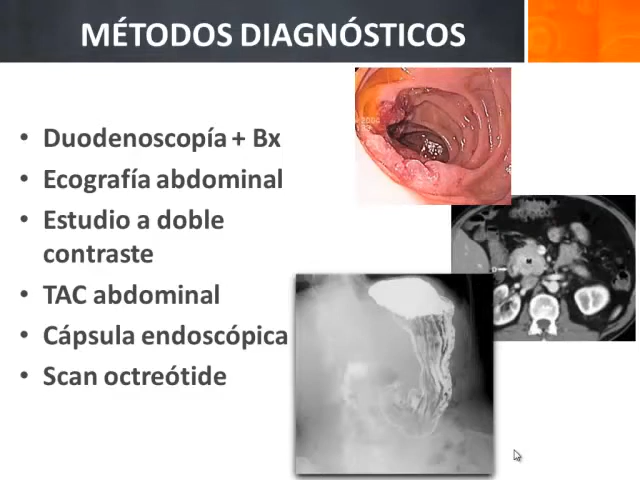 MÉTODOS DIAGNÓSTICOS
• Duodenoscopía + Bx
• Ecografía abdominal
• Estudio a doble
contraste
• TAC abdominal
• Cápsula endoscópica
• Scan octreótide